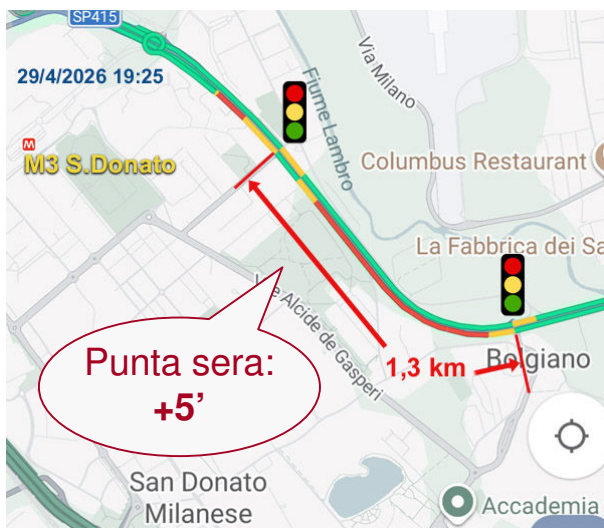 SP415
29/4/2026 19:25
Fiume Lambro
Via Milano
M
M3 S.Donato
Columbus Restaurant
La Fabbrica dei Sa
Viale Alcide de Gasperi
Punta sera:
+5’
1,3 km
Bolgiano
San Donato
Milanese
Accademia